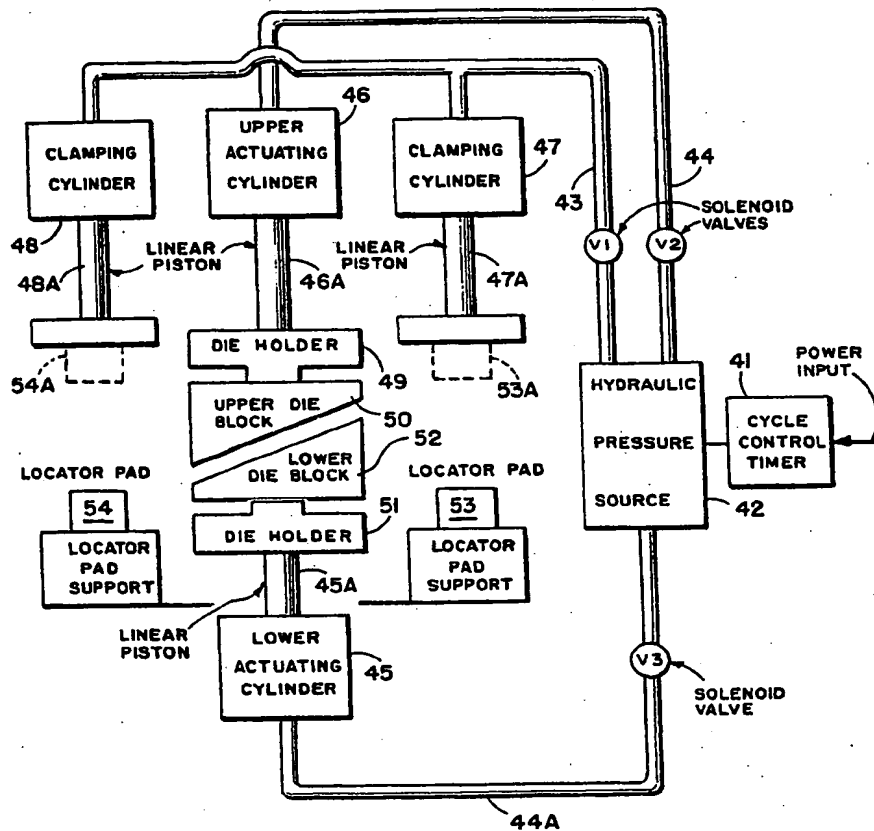 46
UPPER
ACTUATING
CYLINDER
CLAMPING
CYLINDER
48
CLAMPING
CYLINDER
47
43
44
SOLENOID
VALVES
V1
V2
LINEAR
PISTON
48A
46A
LINEAR
PISTON
47A
54A
DIE HOLDER
49
53A
UPPER DIE
BLOCK
50
LOWER
DIE BLOCK
52
HYDRAULIC
PRESSURE
SOURCE
42
41
POWER
INPUT
CYCLE
CONTROL
TIMER
LOCATOR PAD
54
LOCATOR
PAD
SUPPORT
LOCATOR PAD
53
LOCATOR
PAD
SUPPORT
51
DIE HOLDER
45A
LINEAR
PISTON
LOWER
ACTUATING
CYLINDER
45
V3
SOLENOID
VALVE
44A